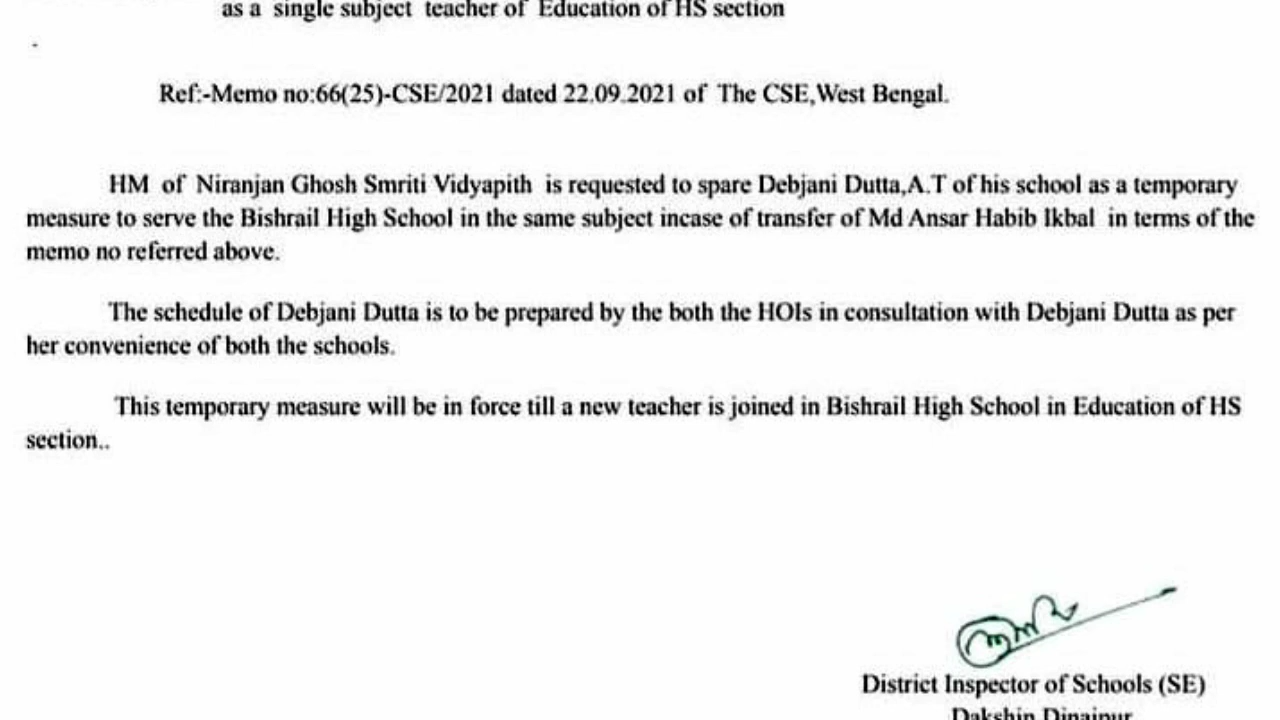 as a single subject teacher of Education of HS section
Ref:-Memo no:66(25)-CSE/2021 dated 22.09.2021 of The CSE,West Bengal.
HM of Niranjan Ghosh Smriti Vidyapith is requested to spare Debjani Dutta,A.T of his school as a temporary
measure to serve the Bishrail High School in the same subject incase of transfer of Md Ansar Habib Ikbal in terms of the
memo no referred above.
The schedule of Debjani Dutta is to be prepared by the both the HOIs in consultation with Debjani Dutta as per
her convenience of both the schools.
This temporary measure will be in force till a new teacher is joined in Bishrail High School in Education of HS
section..
District Inspector of Schools (SE)
Dakshin Dinajpur